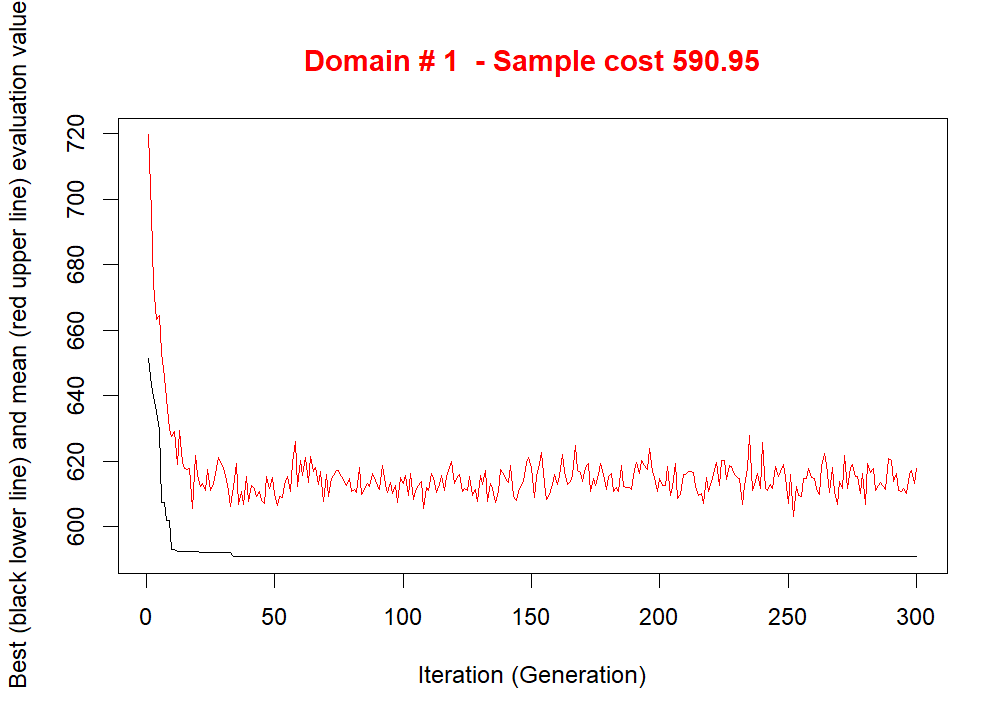 Domain # 1 - Sample cost 590.95
Best (black lower line) and mean (red upper line) evaluation value
720
700
680
660
640
620
600
0 50 100 150 200 250 300
Iteration (Generation)